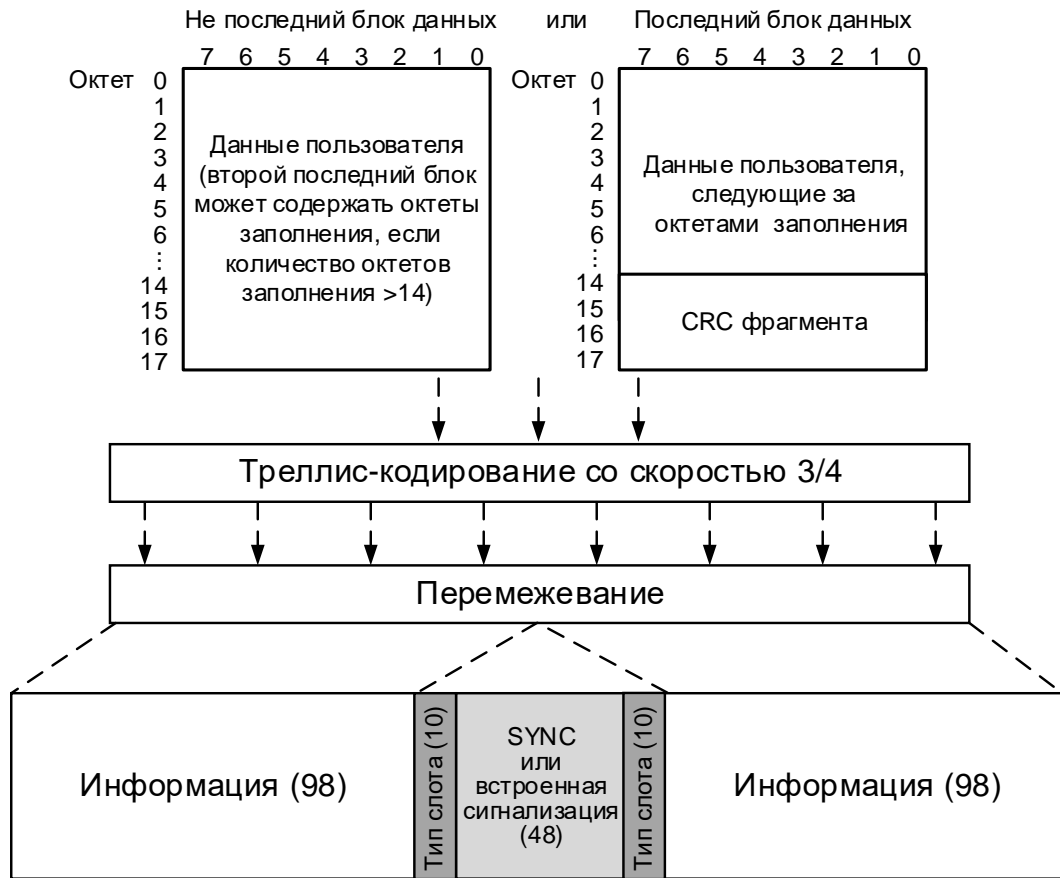 Не последний блок данных или Последний блок данных
7 6 5 4 3 2 1 0 7 6 5 4 3 2 1 0
Октет 0
1
2
3
4
5
6
⋮
14
15
16
17
Данные пользователя
(второй последний блок
может содержать октеты
заполнения, если
количество октетов
заполнения >14)
Октет 0
1
2
3
4
5
6
⋮
14
15
16
17
Данные пользователя,
следующие за
октетами заполнения
CRC фрагмента
Треллис-кодирование со скоростью 3/4
Перемежевание
Информация (98)
Тип слота (10)
SYNC
или
встроенная
сигнализация
(48)
Тип слота (10)
Информация (98)